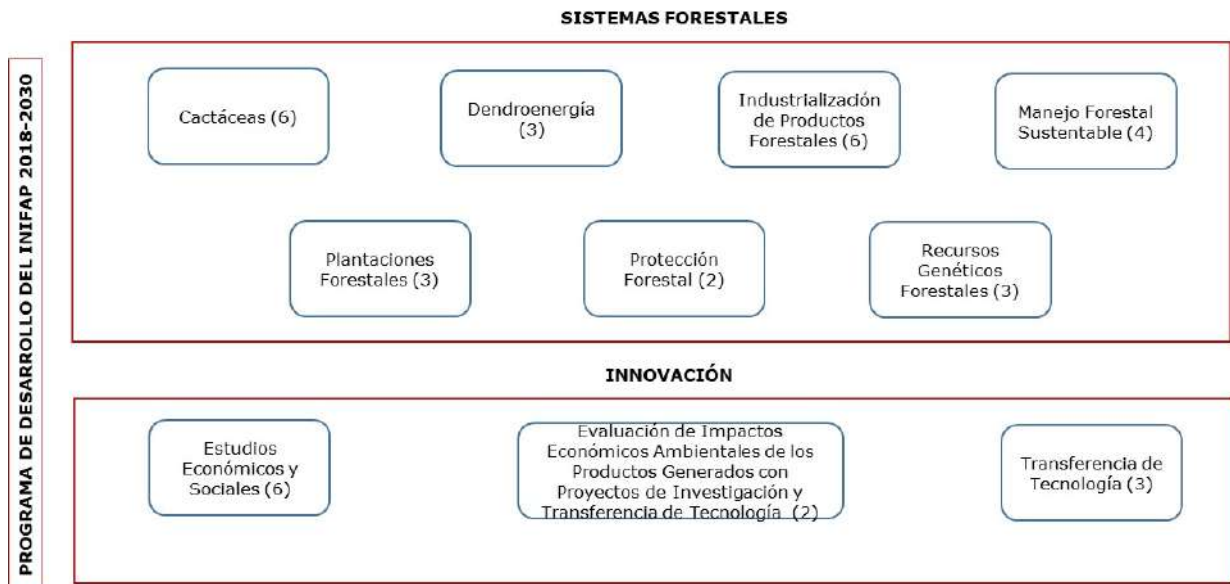 SISTEMAS FORESTALES
PROGRAMA DE DESARROLLO DEL INIFAP 2018-2030
Cactáceas (6)
Dendroenergía
(3)
Industrialización
de Productos
Forestales (6)
Manejo Forestal
Sustentable (4)
Plantaciones
Forestales (3)
Protección
Forestal (2)
Recursos
Genéticos
Forestales (3)
INNOVACIÓN
Estudios
Económicos y
Sociales (6)
Evaluación de Impactos
Económicos Ambientales de los
Productos Generados con
Proyectos de Investigación y
Transferencia de Tecnología (2)
Transferencia de
Tecnología (3)